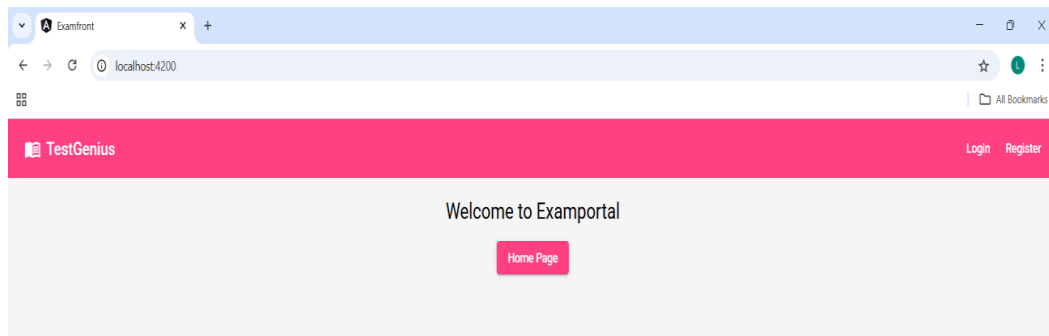 Examfront
localhost:4200
All Bookmarks
TestGenius
Login Register
Welcome to Examportal
Home Page